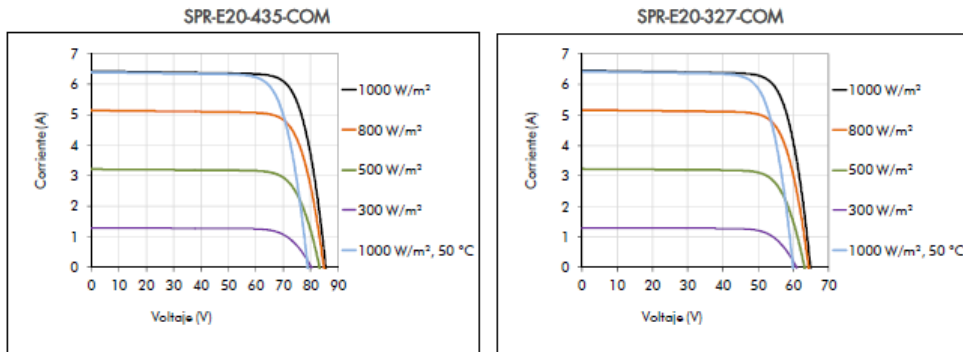 SPR-E20-435-COM
7
6
5
4
3
2
1
0
Corriente (A)
0 10 20 30 40 50 60 70 80 90
Voltaje (V)
1000 W/m²
800 W/m²
500 W/m²
300 W/m²
1000 W/m², 50 °C
SPR-E20-327-COM
7
6
5
4
3
2
1
0
Corriente (A)
0 10 20 30 40 50 60 70
Voltaje (V)
1000 W/m²
800 W/m²
500 W/m²
300 W/m²
1000 W/m², 50 °C